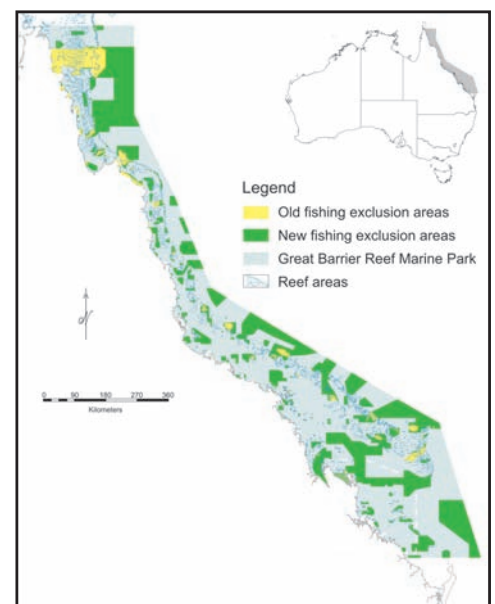 Legend
Old fishing exclusion areas
New fishing exclusion areas
Great Barrier Reef Marine Park
Reef areas
0 90 180 270 360
Kilometers